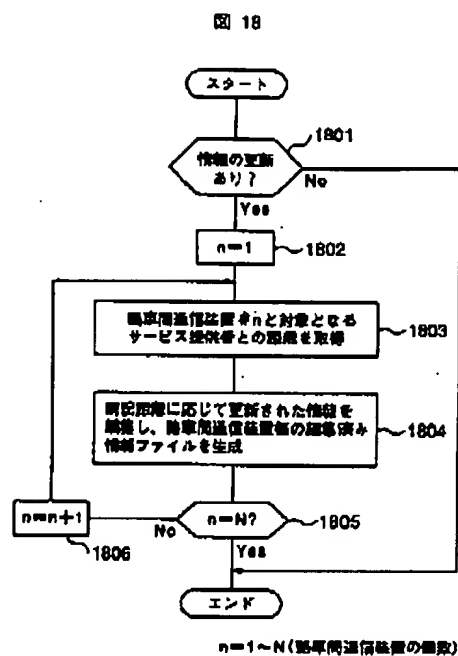 図 18
スタート
1801
情報の更新
あり？
No
Yes
n＝1
1802
路車間通信装置＃nと対象となる
サービス提供者との距離を取得
1803
前記距離に応じて更新された情報を
編集し、路車間通信装置毎の編集済み
情報ファイルを生成
1804
n＝n＋1
1806
No
n＝N？
1805
Yes
エンド
n＝1〜N（路車間通信装置の個数）